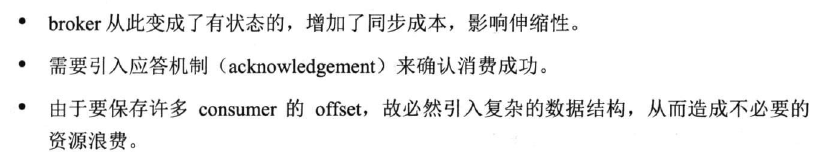 • broker 从此变成了有状态的，增加了同步成本，影响伸缩性。
• 需要引入应答机制（acknowledgement）来确认消费成功。
• 由于要保存许多 consumer 的 offset，故必然引入复杂的数据结构，从而造成不必要的
资源浪费。